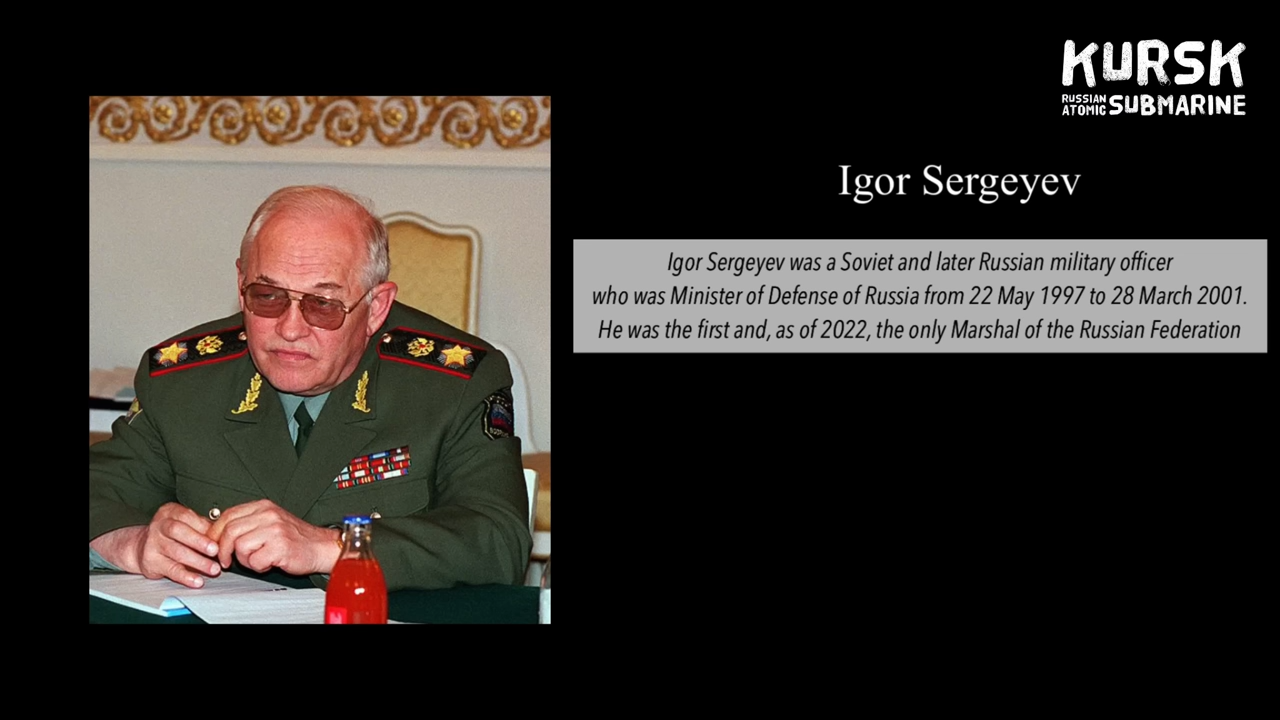 KURSK
RUSSIAN
ATOMIC
SUBMARINE
Igor Sergeyev
Igor Sergeyev was a Soviet and later Russian military officer
who was Minister of Defense of Russia from 22 May 1997 to 28 March 2001.
He was the first and, as of 2022, the only Marshal of the Russian Federation